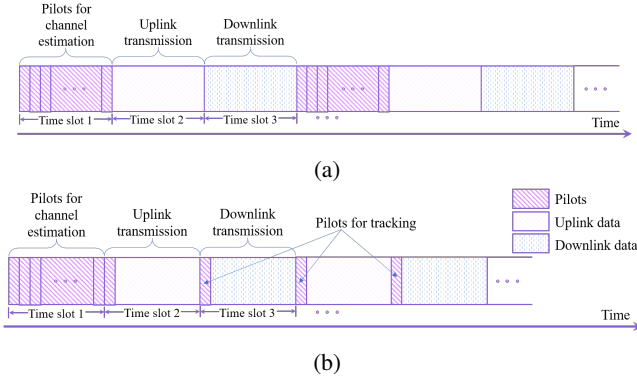 Pilots for
channel
estimation
Uplink
transmission
Downlink
transmission
Time slot 1
Time slot 2
Time slot 3
Time
(a)
Pilots for
channel
estimation
Uplink
transmission
Downlink
transmission
Pilots for tracking
Pilots
Uplink data
Downlink data
Time slot 1
Time slot 2
Time slot 3
Time
(b)